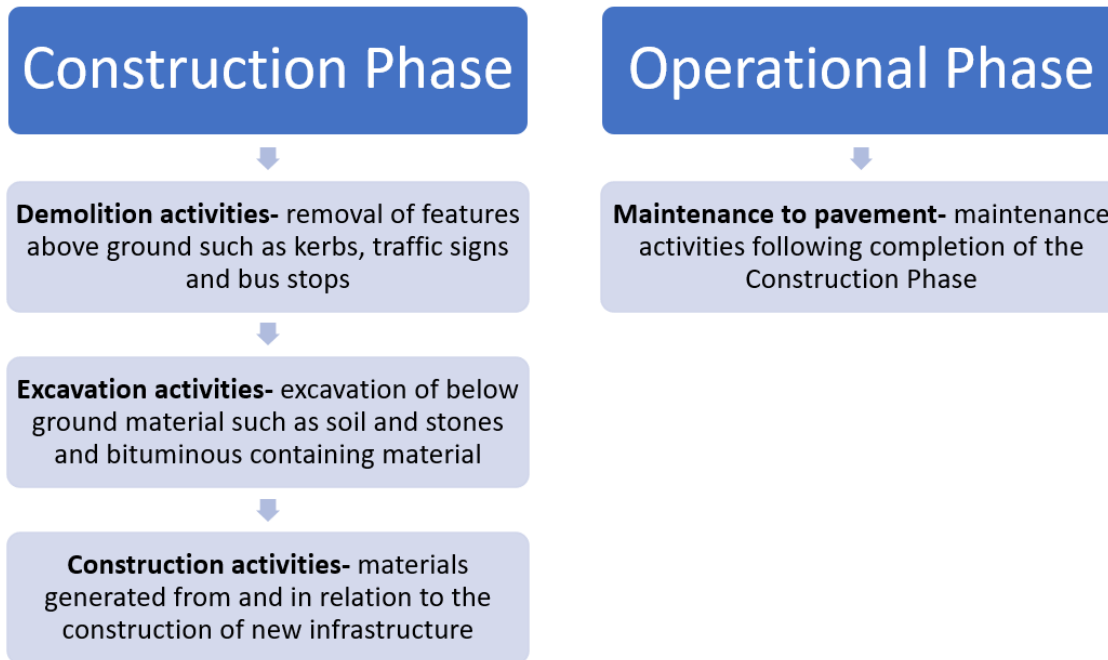 Construction Phase
Demolition activities- removal of features
above ground such as kerbs, traffic signs
and bus stops
Excavation activities- excavation of below
ground material such as soil and stones
and bituminous containing material
Construction activities- materials
generated from and in relation to the
construction of new infrastructure
Operational Phase
Maintenance to pavement- maintenance
activities following completion of the
Construction Phase